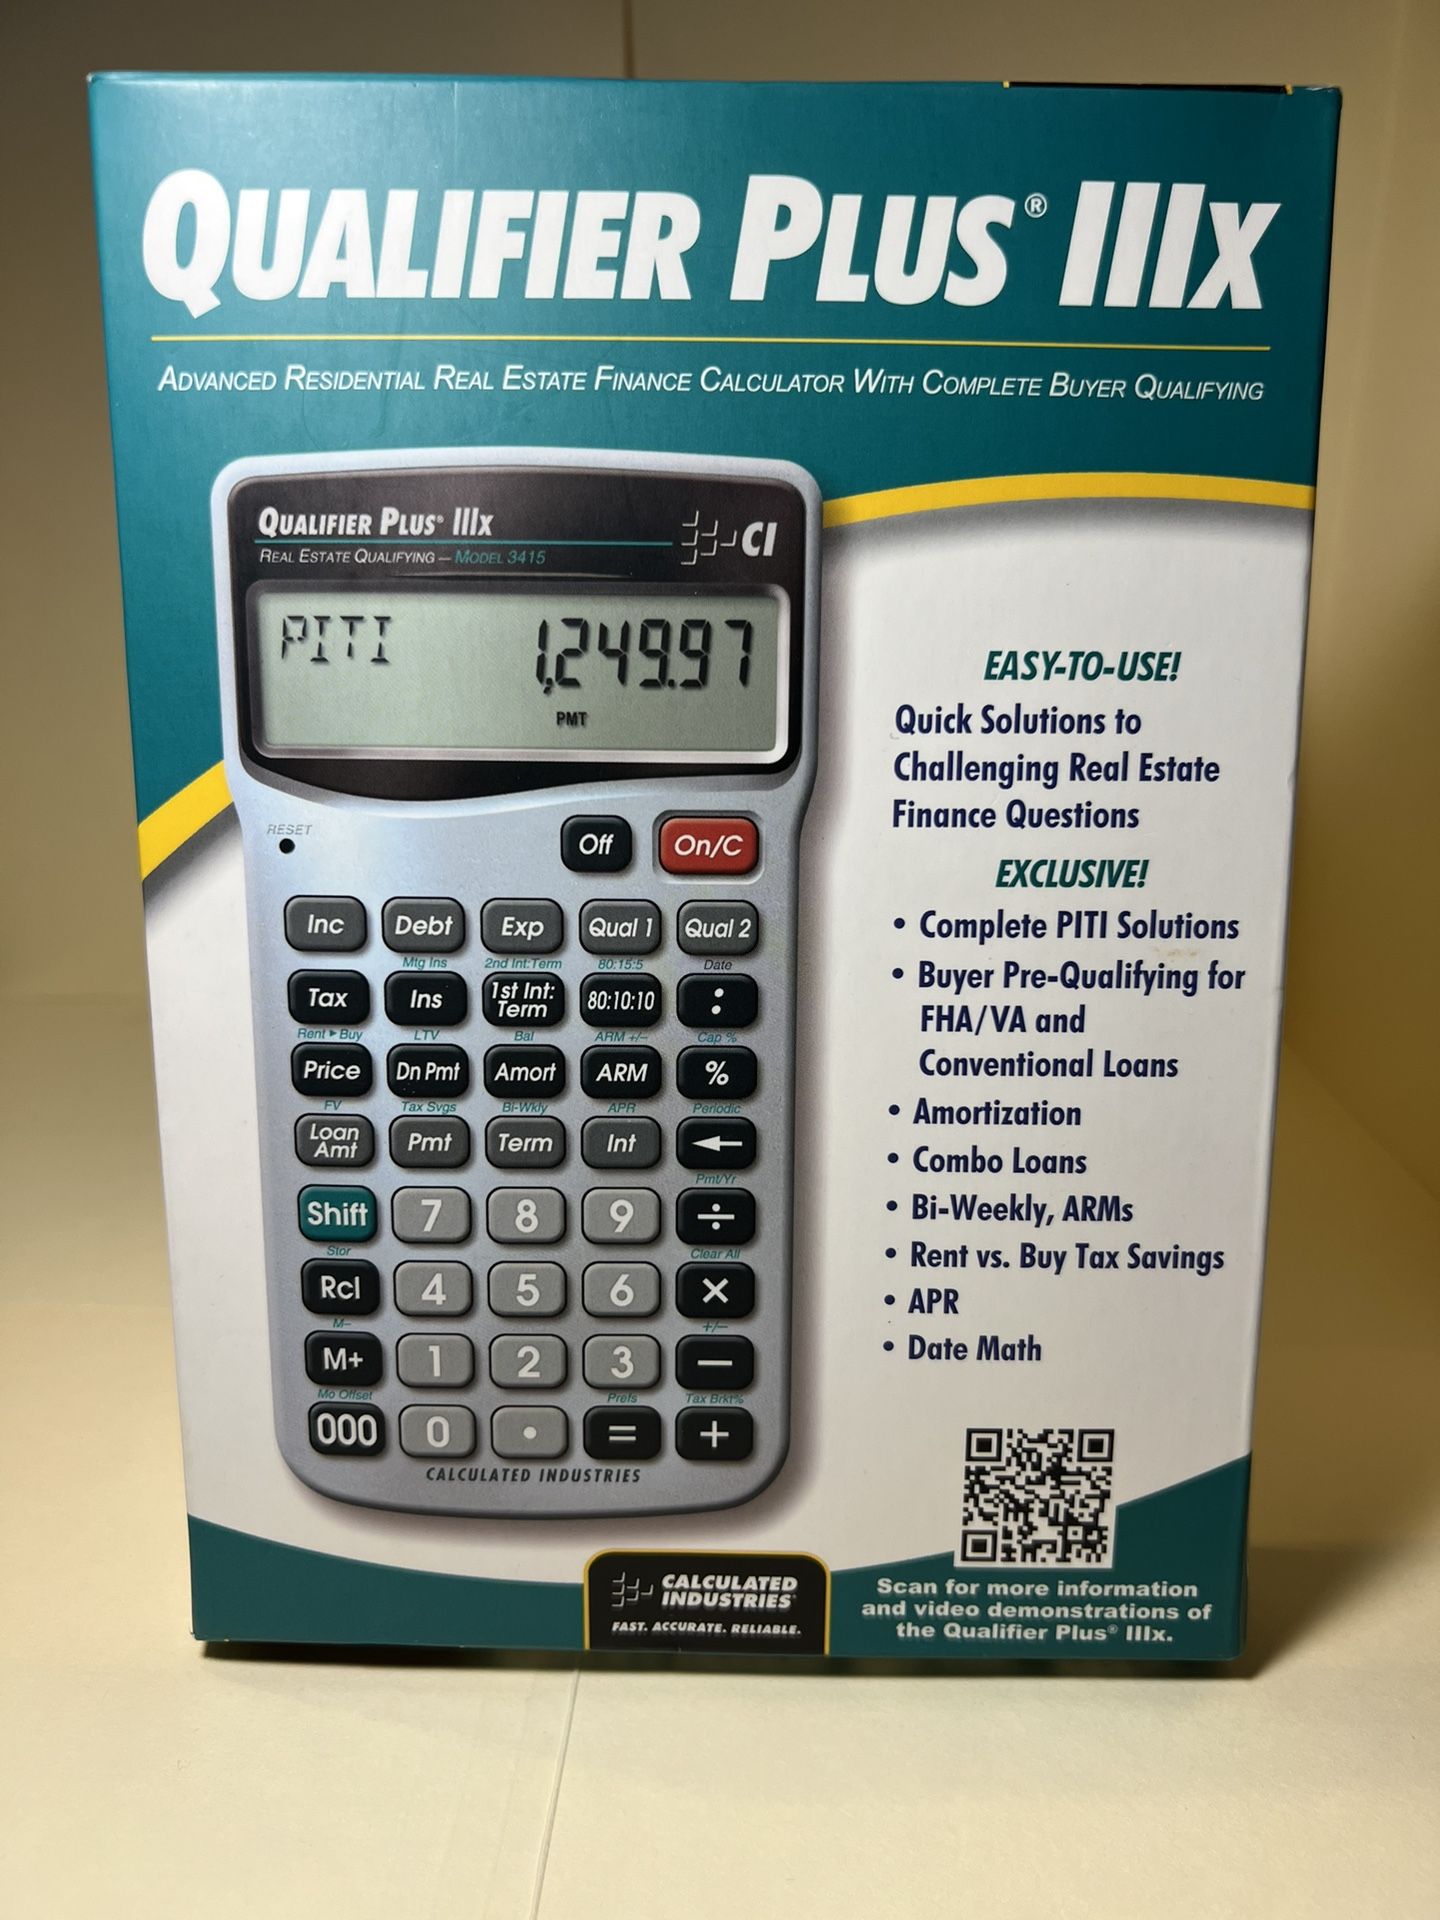 QUALIFIER PLUS® IIIX
ADVANCED RESIDENTIAL REAL ESTATE FINANCE CALCULATOR WITH COMPLETE BUYER QUALIFYING
QUALIFIER PLUS® IIIX
REAL ESTATE QUALIFYING — MODEL 3415
CI
PITI 1,249.97
PMT
RESET
Off On/C
Inc Debt Exp Qual 1 Qual 2
Mtg Ins 2nd Int:Term 80:15:5 Date
Tax Ins 1st Int: Term 80:10:10 :
Rent ► Buy LTV Bal ARM +/– Cap %
Price Dn Pmt Amort ARM %
FV Tax Svgs Bi-Wkly APR Periodic
Loan Amt Pmt Term Int ←
Pmt/Yr
Shift 7 8 9 ÷
Stor Clear All
Rcl 4 5 6 ×
M– +/–
M+ 1 2 3 –
Mo Offset Prefs Tax Brkt%
000 0 • = +
CALCULATED INDUSTRIES
EASY-TO-USE!
Quick Solutions to
Challenging Real Estate
Finance Questions
EXCLUSIVE!
• Complete PITI Solutions
• Buyer Pre-Qualifying for
FHA/VA and
Conventional Loans
• Amortization
• Combo Loans
• Bi-Weekly, ARMs
• Rent vs. Buy Tax Savings
• APR
• Date Math
CALCULATED
INDUSTRIES
FAST. ACCURATE. RELIABLE.
Scan for more information
and video demonstrations of
the Qualifier Plus® IIIx.